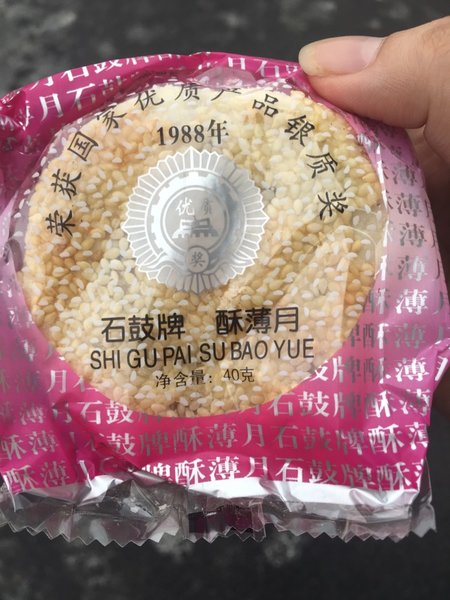 荣获国家优质产品银质奖
1988年
优质
奖
石鼓牌 酥薄月
SHI GU PAI SU BAO YUE
净含量：40克
月石鼓牌酥薄月石鼓牌酥薄
石鼓牌酥薄月石鼓牌酥薄月